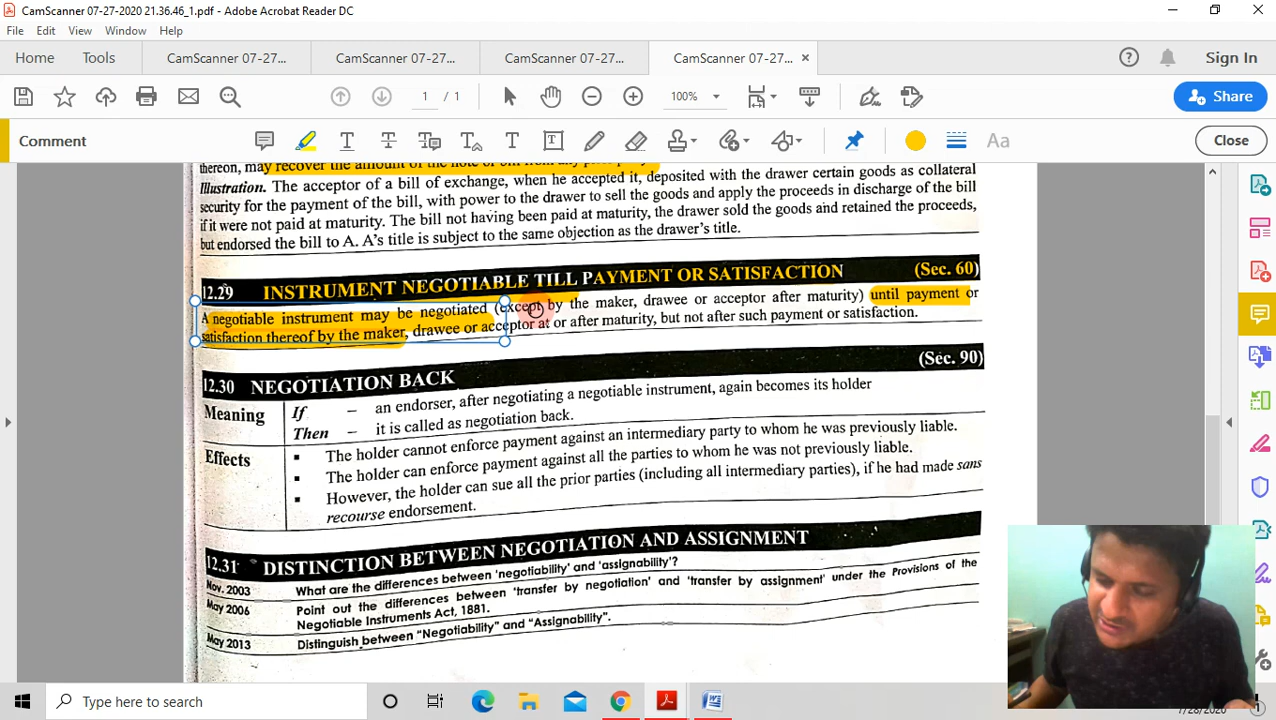 CamScanner 07-27-2020 21.36.46_1.pdf - Adobe Acrobat Reader DC
File Edit View Window Help
Home Tools CamScanner 07-27... CamScanner 07-27... CamScanner 07-27... CamScanner 07-27... × Sign In
1 / 1 100% Share
Comment Aa Close
thereon, may recover the amount of the note or bill from any
Illustration. The acceptor of a bill of exchange, when he accepted it, deposited with the drawer certain goods as collateral
security for the payment of the bill, with power to the drawer to sell the goods and apply the proceeds in discharge of the bill
if it were not paid at maturity. The bill not having been paid at maturity, the drawer sold the goods and retained the proceeds,
but endorsed the bill to A. A's title is subject to the same objection as the drawer's title.
12.29 INSTRUMENT NEGOTIABLE TILL PAYMENT OR SATISFACTION (Sec. 60)
A negotiable instrument may be negotiated (except by the maker, drawee or acceptor after maturity) until payment or
satisfaction thereof by the maker, drawee or acceptor at or after maturity, but not after such payment or satisfaction.
12.30 NEGOTIATION BACK (Sec. 90)
Meaning If – an endorser, after negotiating a negotiable instrument, again becomes its holder
Then – it is called as negotiation back.
Effects ▪ The holder cannot enforce payment against an intermediary party to whom he was previously liable.
▪ The holder can enforce payment against all the parties to whom he was not previously liable.
▪ However, the holder can sue all the prior parties (including all intermediary parties), if he had made sans
recourse endorsement.
12.31 DISTINCTION BETWEEN NEGOTIATION AND ASSIGNMENT
Nov. 2003 What are the differences between 'negotiability' and 'assignability'?
May 2006 Point out the differences between 'transfer by negotiation' and 'transfer by assignment' under the Provisions of the
Negotiable Instruments Act, 1881.
May 2013 Distinguish between "Negotiability" and "Assignability".
Type here to search
7/28/2020